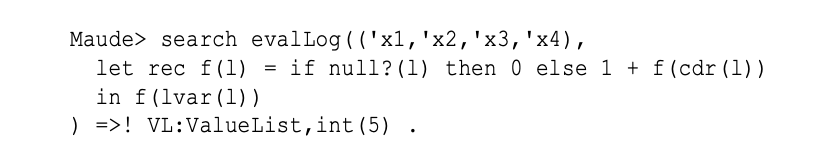 Maude> search evalLog(('x1,'x2,'x3,'x4),
let rec f(l) = if null?(l) then 0 else 1 + f(cdr(l))
in f(lvar(l))
) =>! VL:ValueList,int(5) .